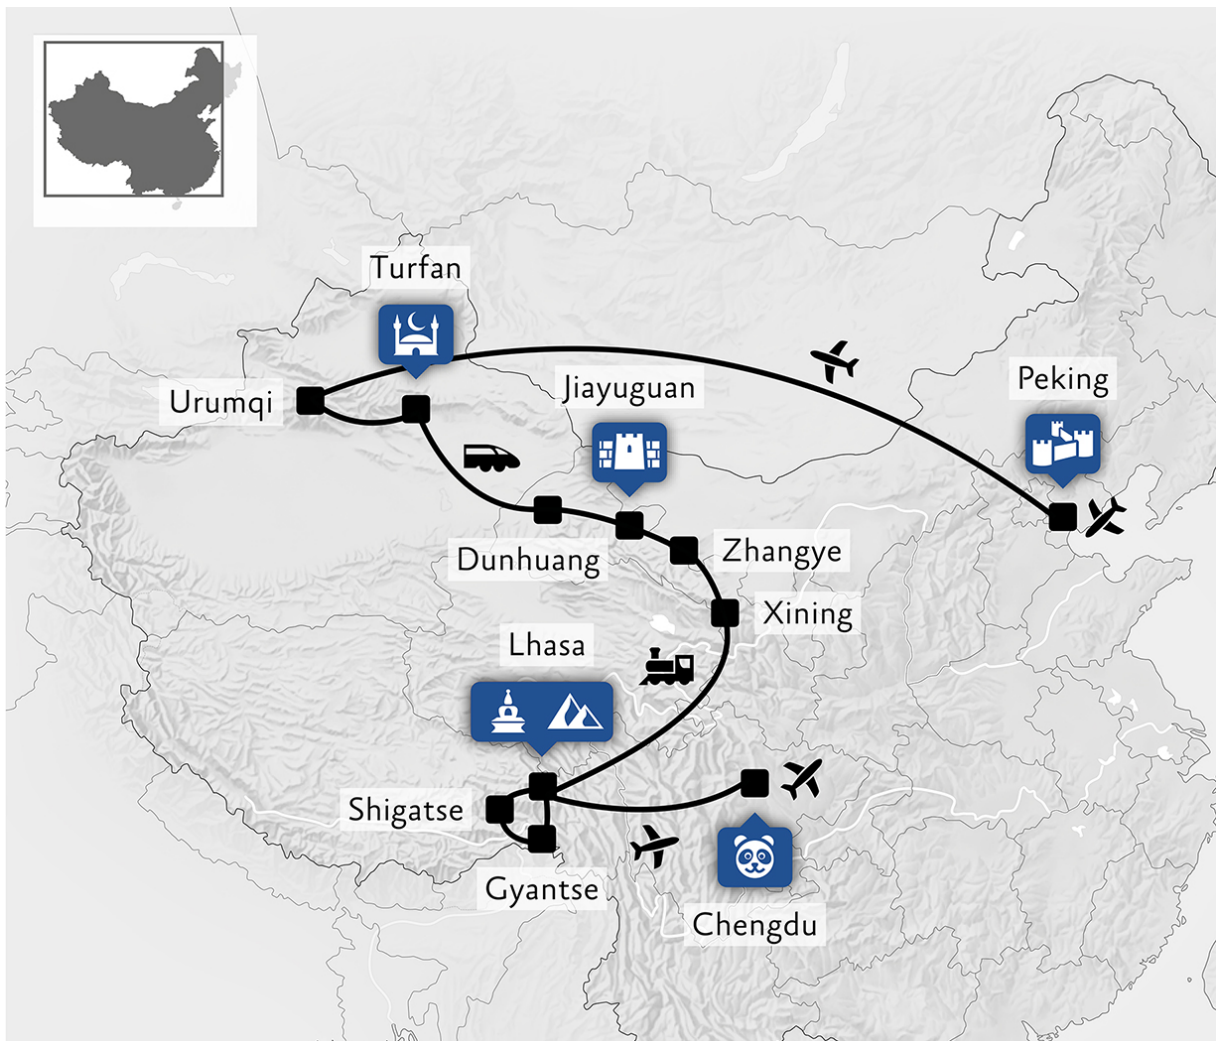 Turfan
Peking
Jiayuguan
Urumqi
Zhangye
Dunhuang
Xining
Lhasa
Shigatse
Gyantse
Chengdu